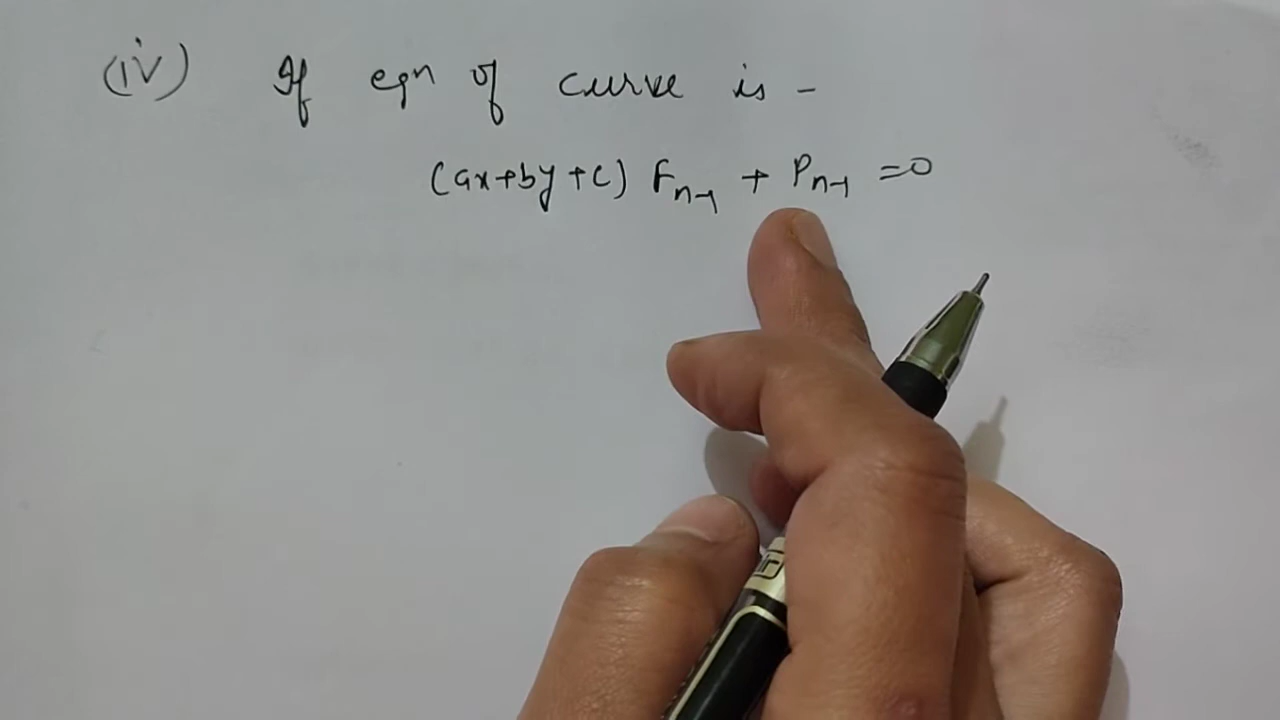 (iv) If eqn of curve is -
(ax+by+c) Fn-1 + Pn-1 =0